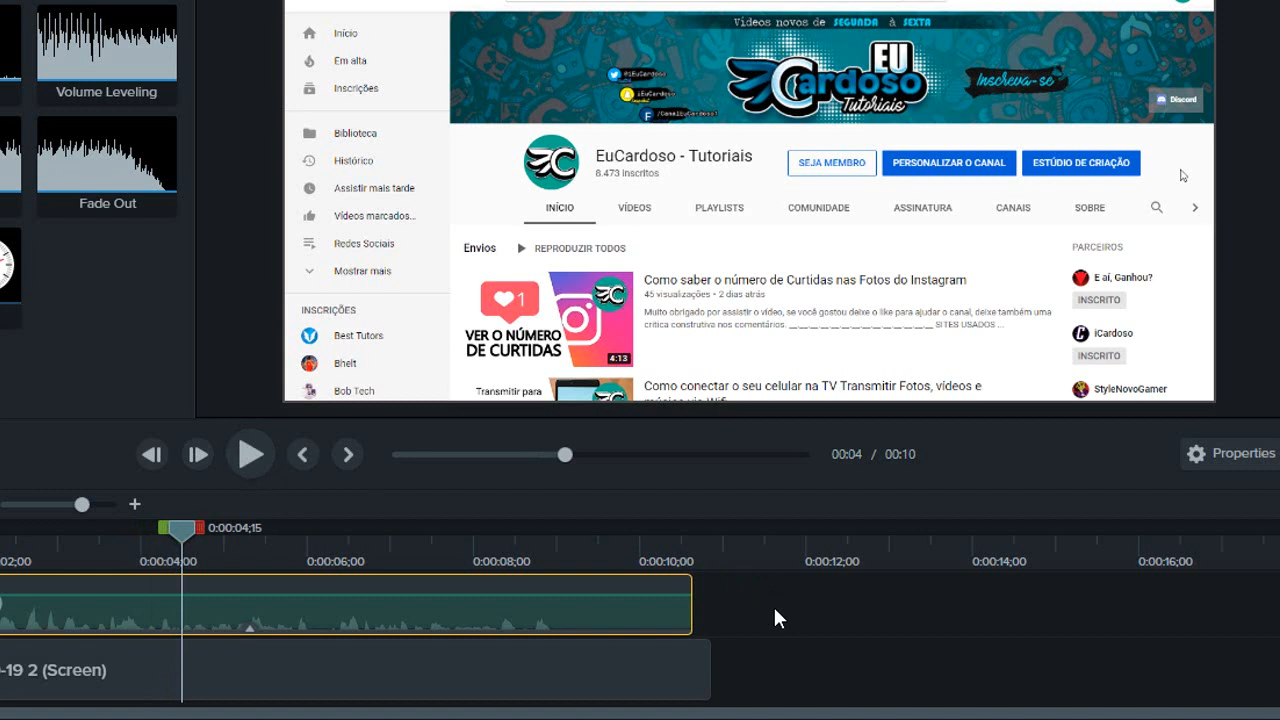 Volume Leveling
Fade Out
Início
Em alta
Inscrições
Biblioteca
Histórico
Assistir mais tarde
Vídeos marcados...
Redes Sociais
Mostrar mais
INSCRIÇÕES
Best Tutors
Bhelt
Bob Tech
Videos novos de SEGUNDA à SEXTA
@iEuCardoso
iEuCardoso
/CanalEuCardoso1
EU
Cardoso
Tutoriais
Inscreva-se
Discord
EuCardoso - Tutoriais
8.473 inscritos
SEJA MEMBRO
PERSONALIZAR O CANAL
ESTÚDIO DE CRIAÇÃO
INÍCIO
VÍDEOS
PLAYLISTS
COMUNIDADE
ASSINATURA
CANAIS
SOBRE
Envios
REPRODUZIR TODOS
1
VER O NÚMERO
DE CURTIDAS
4:13
Como saber o número de Curtidas nas Fotos do Instagram
45 visualizações • 2 dias atrás
Muito obrigado por assistir o vídeo, se você gostou deixe o like para ajudar o canal, deixe também uma
crítica construtiva nos comentários. ____________________________ SITES USADOS ...
Transmitir para
Como conectar o seu celular na TV Transmitir Fotos, vídeos e
PARCEIROS
E aí, Ganhou?
INSCRITO
iCardoso
INSCRITO
StyleNovoGamer
00:04 / 00:10
Properties
0:00:04;15
02;00
0:00:04;00
0:00:06;00
0:00:08;00
0:00:10;00
0:00:12;00
0:00:14;00
0:00:16;00
-19 2 (Screen)